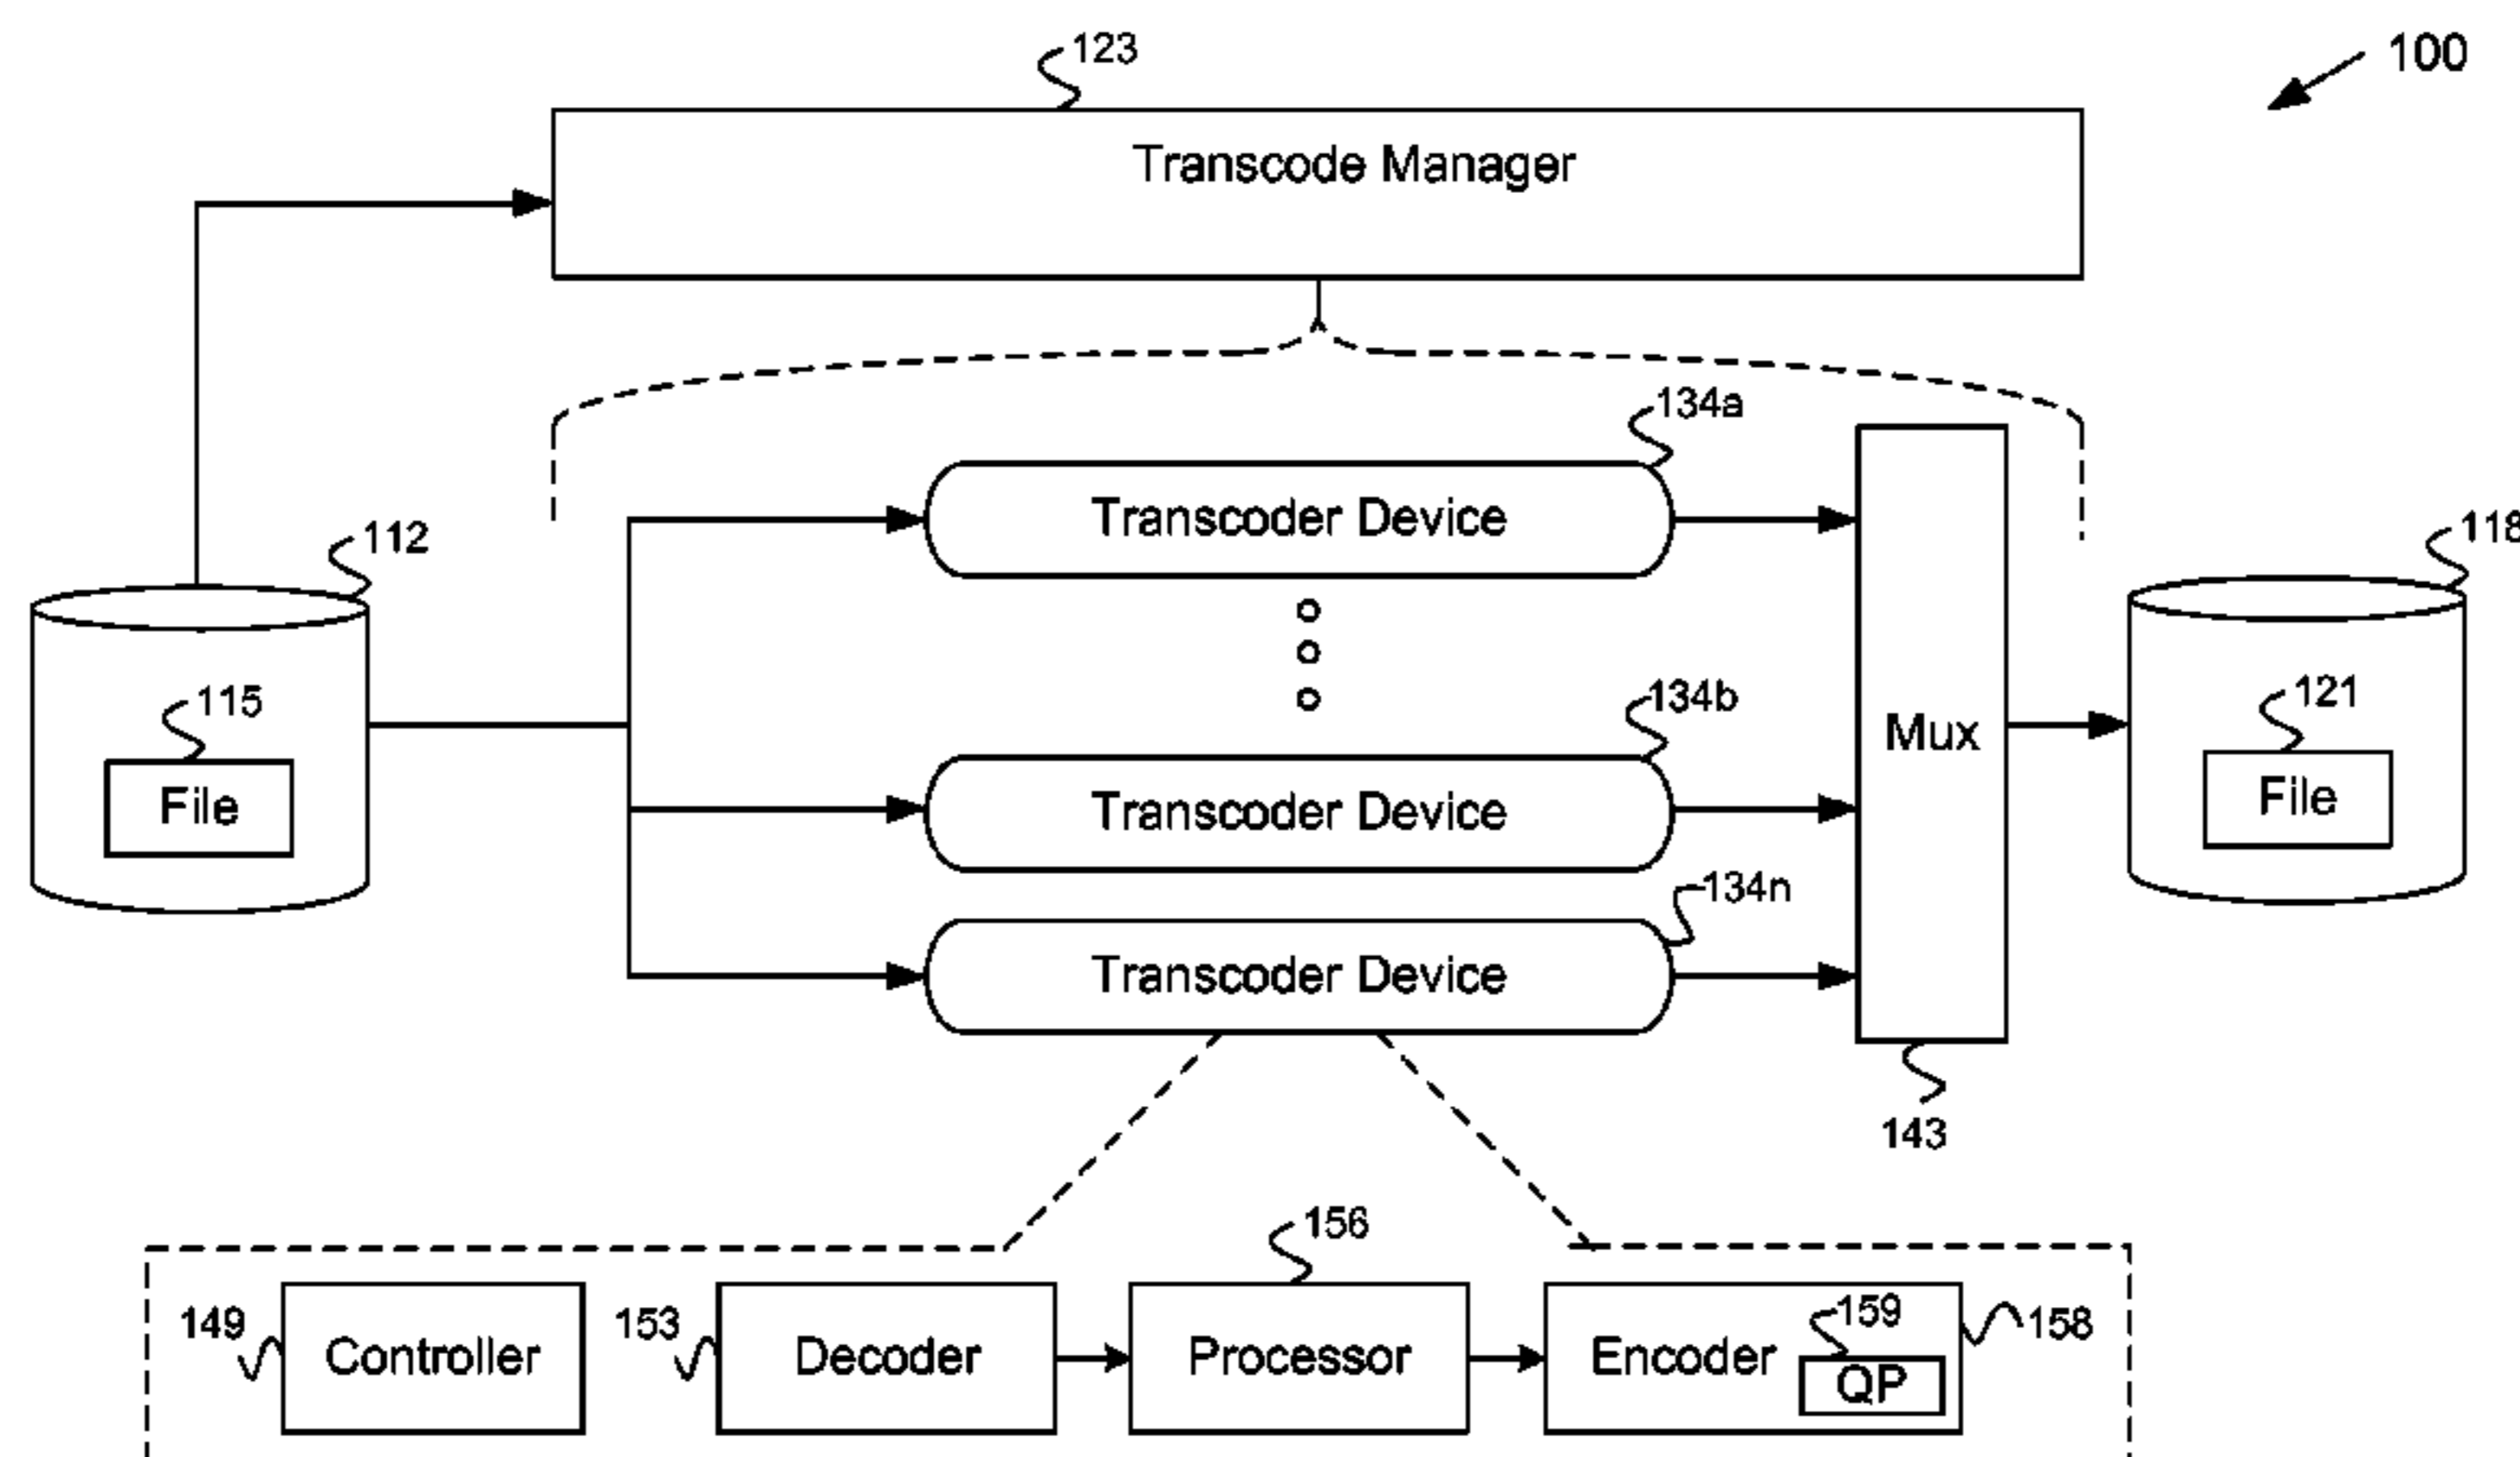 123
100
Transcode Manager
134a
Transcoder Device
112
118
115
File
134b
Transcoder Device
Mux
121
File
134n
Transcoder Device
143
156
149
Controller
153
Decoder
Processor
Encoder
159
QP
158